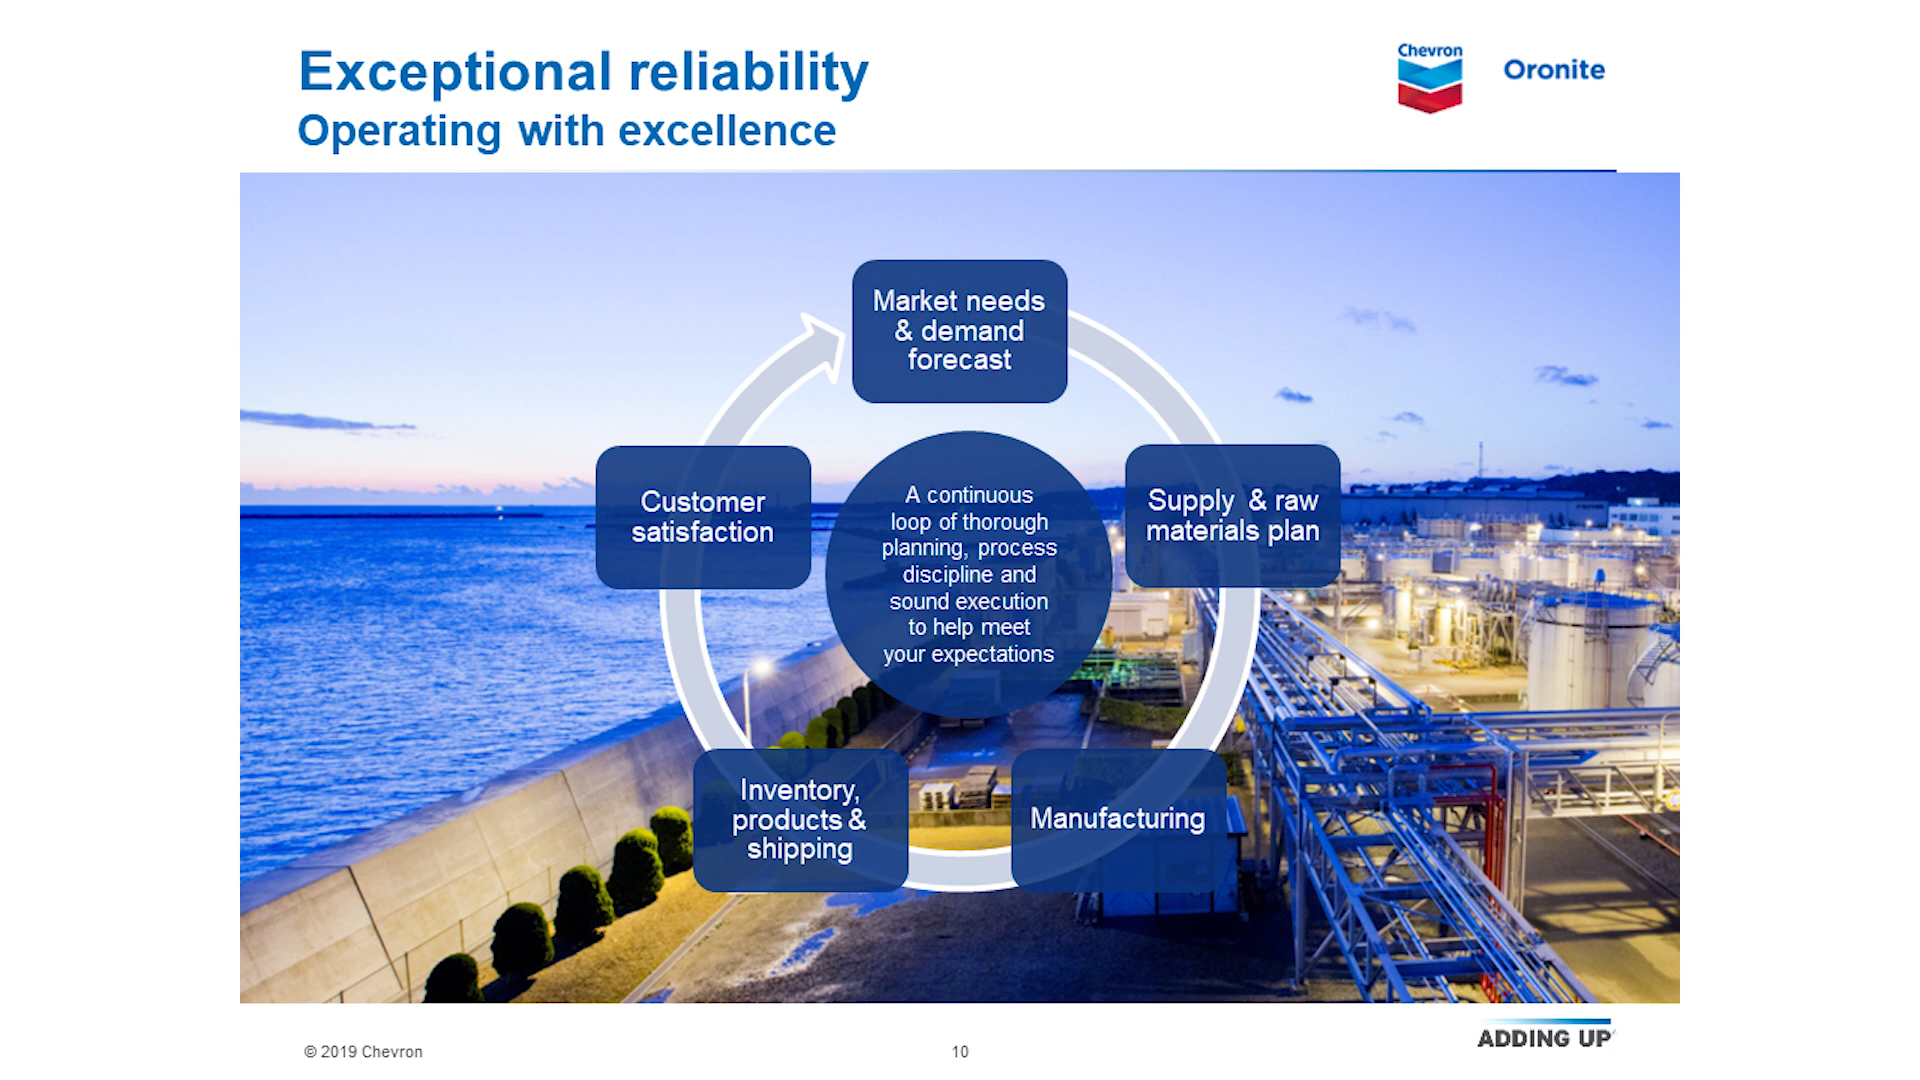 Exceptional reliability
Operating with excellence
Chevron
Oronite
Market needs
& demand
forecast
Customer
satisfaction
A continuous
loop of thorough
planning, process
discipline and
sound execution
to help meet
your expectations
Supply & raw
materials plan
Inventory,
products &
shipping
Manufacturing
© 2019 Chevron
10
ADDING UP